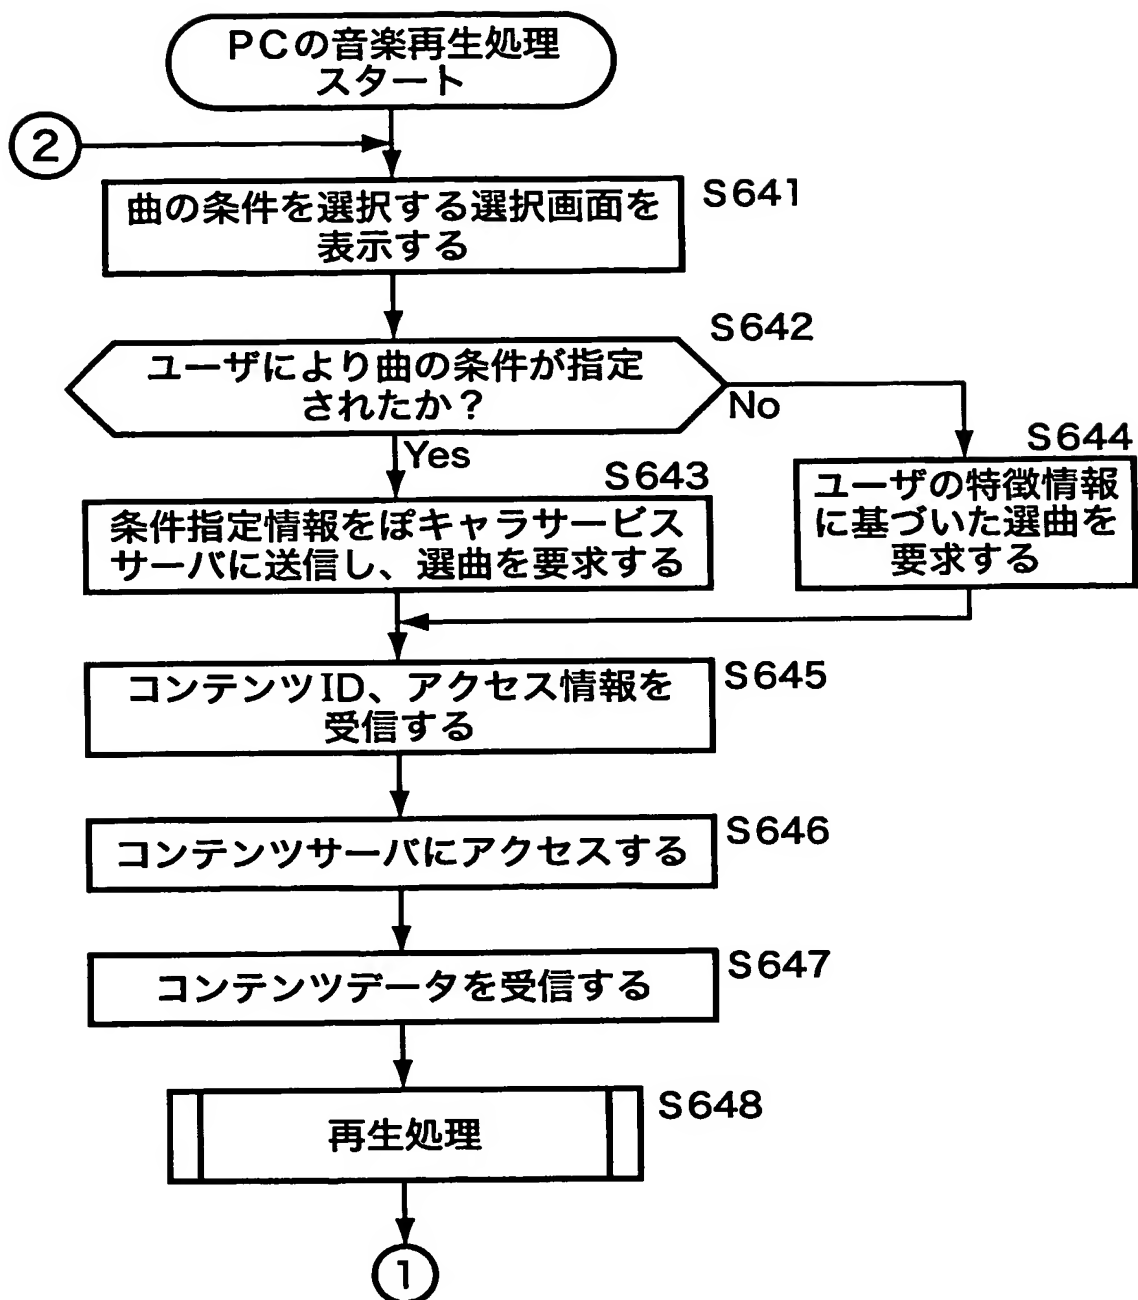 PCの音楽再生処理
スタート
2
曲の条件を選択する選択画面を
表示する
S641
ユーザにより曲の条件が指定
されたか？
S642
No
Yes
条件指定情報をぽキャラサービス
サーバに送信し、選曲を要求する
S643
ユーザの特徴情報
に基づいた選曲を
要求する
S644
コンテンツID、アクセス情報を
受信する
S645
コンテンツサーバにアクセスする
S646
コンテンツデータを受信する
S647
再生処理
S648
1